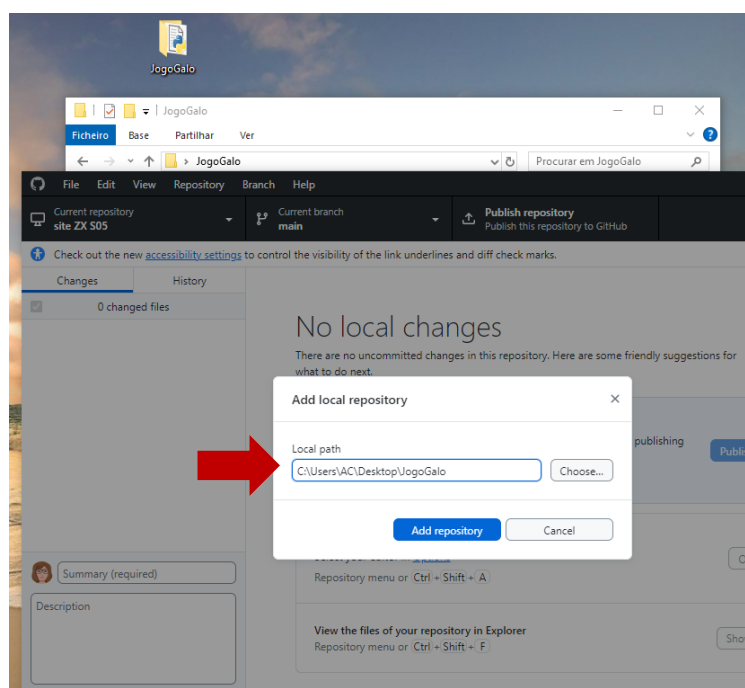 JogoGalo
JogoGalo
Ficheiro Base Partilhar Ver
JogoGalo
Procurar em JogoGalo
File Edit View Repository Branch Help
Current repository
site ZX S05
Current branch
main
Publish repository
Publish this repository to GitHub
Check out the new accessibility settings to control the visibility of the link underlines and diff check marks.
Changes History
0 changed files
No local changes
There are no uncommitted changes in this repository. Here are some friendly suggestions for
what to do next.
Add local repository
publishing
Local path
C:\Users\AC\Desktop\JogoGalo
Choose...
Add repository
Cancel
Summary (required)
Description
Repository menu or Ctrl + Shift + A
View the files of your repository in Explorer
Repository menu or Ctrl + Shift + F